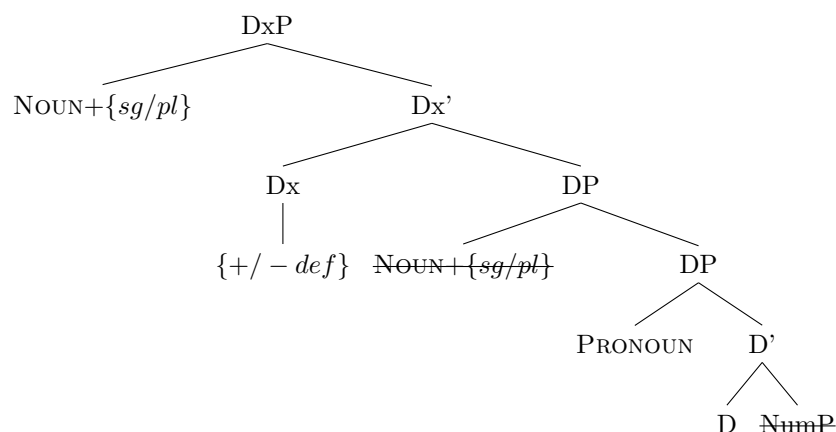 DxP
NOUN+{sg/pl} Dx'
Dx DP
{+/ − def} NOUN+{sg/pl} DP
PRONOUN D'
D NumP